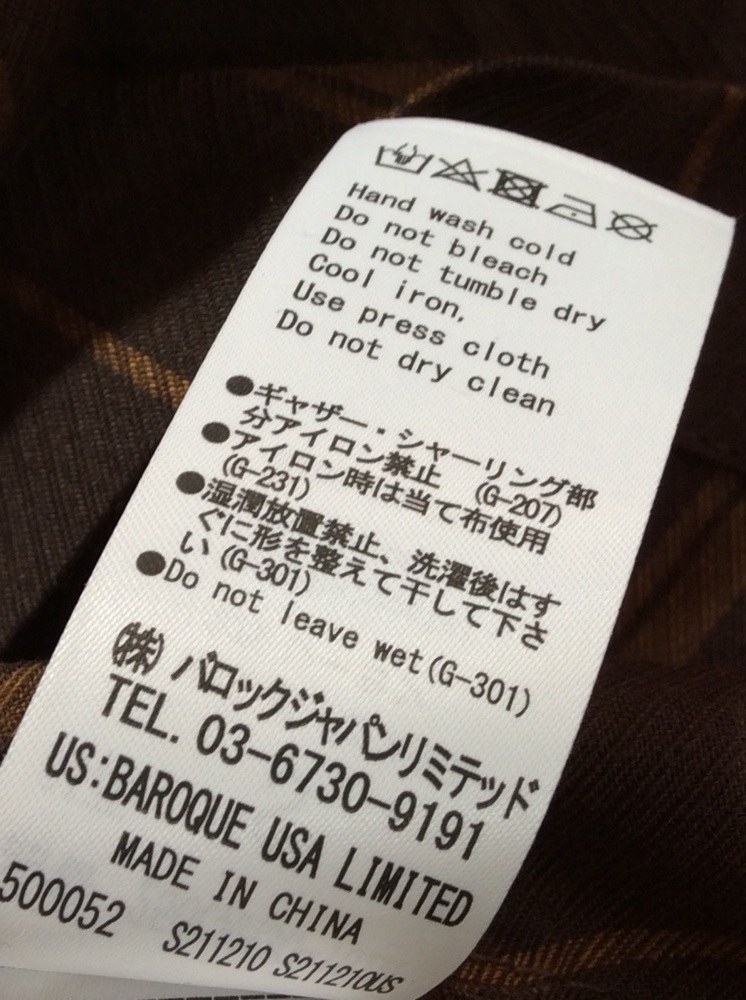 Hand wash cold
Do not bleach
Do not tumble dry
Cool iron,
Use press cloth
Do not dry clean
●ギャザー・シャーリング部
分アイロン禁止 (G-207)
●アイロン時は当て布使用
(G-231)
●湿潤放置禁止、洗濯後はす
ぐに形を整えて干して下さ
い(G-301)
●Do not leave wet(G-301)
㈱ バロックジャパンリミテッド
TEL. 03-6730-9191
US:BAROQUE USA LIMITED
MADE IN CHINA
500052 S211210 S211210US